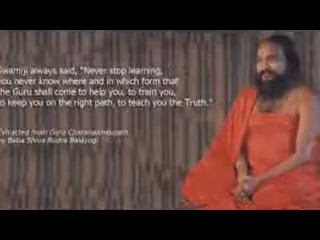 Swamiji always said, "Never stop learning,
you never know where and in which form that
the Guru shall come to help you, to train you,
to keep you on the right path, to teach you the Truth."
Extracted from Guru Charanambujam
by Baba Shiva Rudra Balayogi